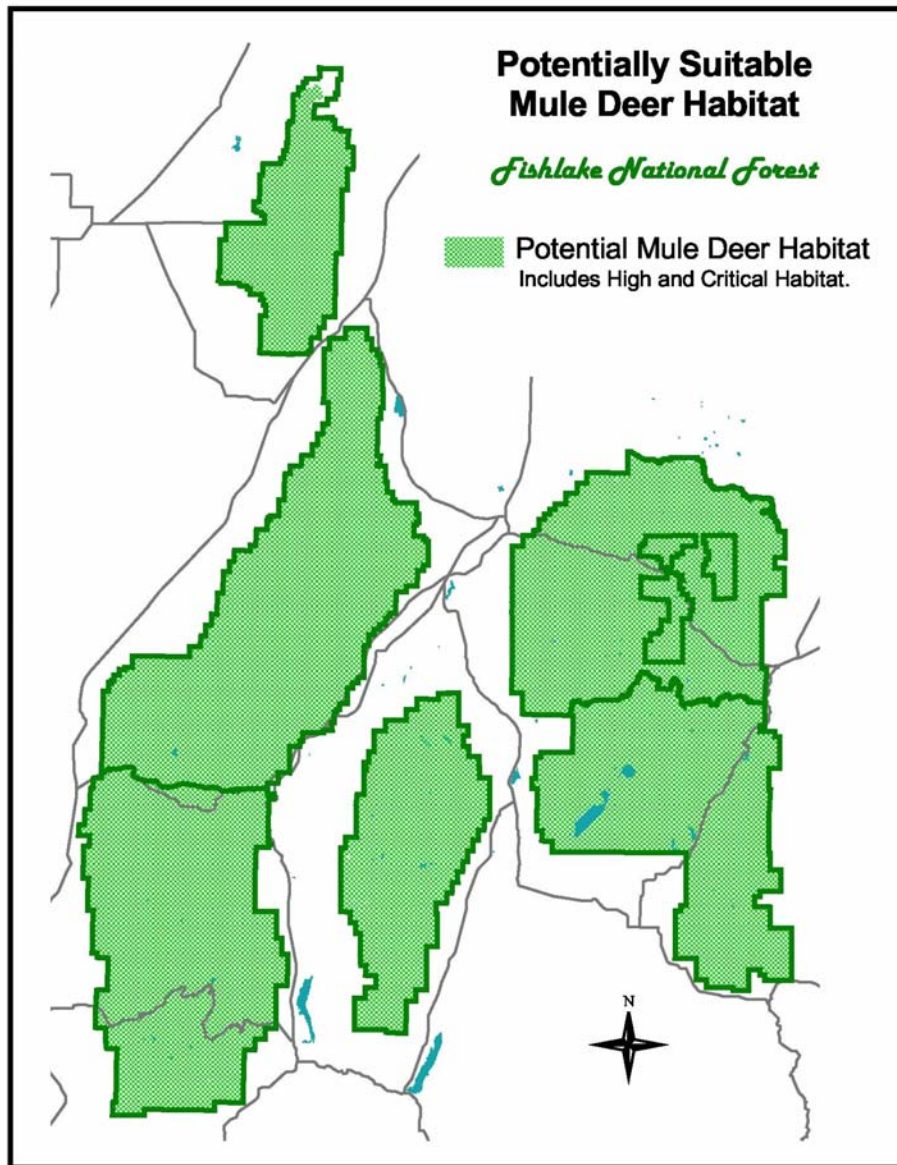 Potentially Suitable
Mule Deer Habitat
Fishlake National Forest
Potential Mule Deer Habitat
Includes High and Critical Habitat.
N